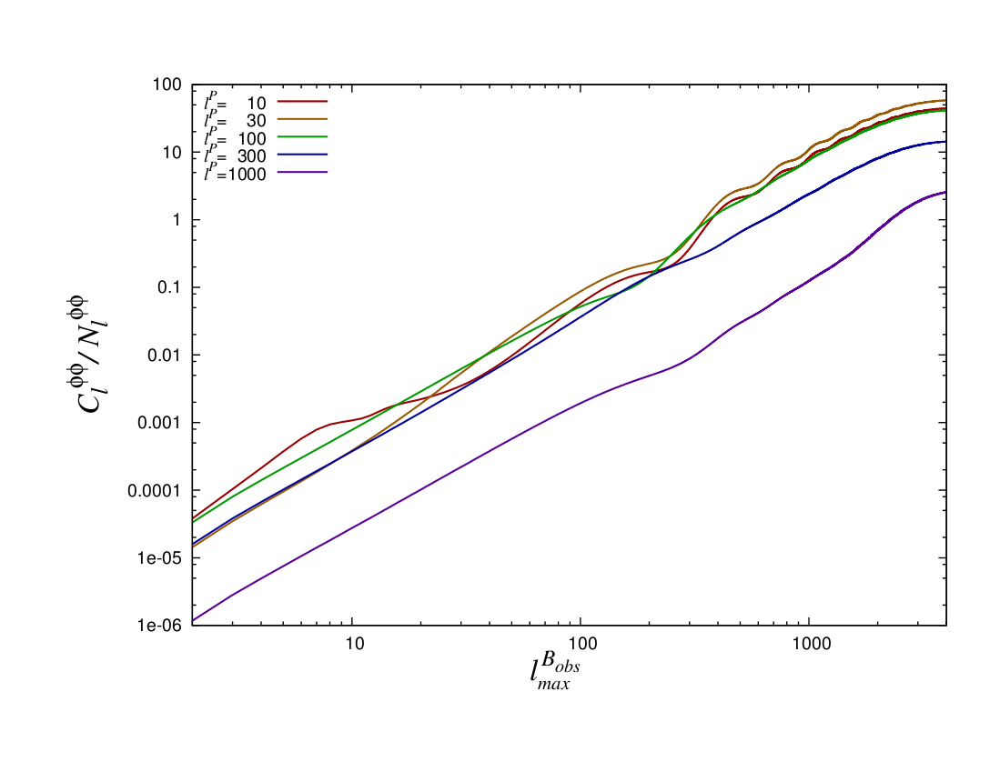 100
10
1
0.1
0.01
0.001
0.0001
1e-05
1e-06
10 100 1000
l^P= 10
l^P= 30
l^P= 100
l^P= 300
l^P=1000
C_l^ϕϕ/N_l^ϕϕ
l_max^B_obs